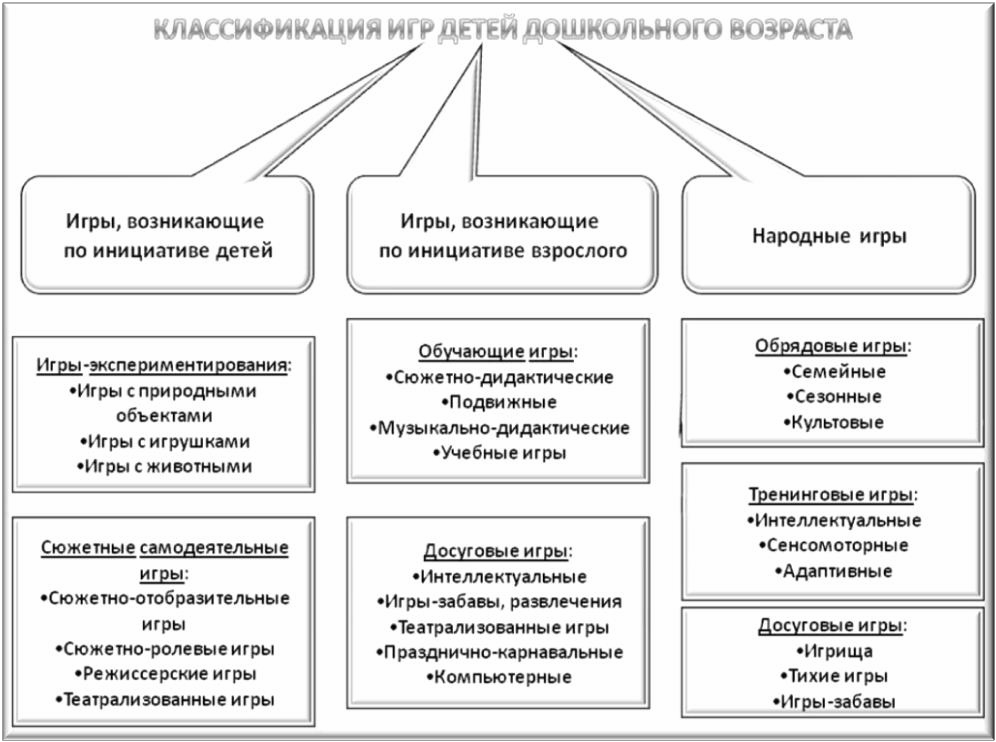 КЛАССИФИКАЦИЯ ИГР ДЕТЕЙ ДОШКОЛЬНОГО ВОЗРАСТА
Игры, возникающие
по инициативе детей
Игры-экспериментирования:
•Игры с природными
объектами
•Игры с игрушками
•Игры с животными
Сюжетные самодеятельные
игры:
•Сюжетно-отобразительные
игры
•Сюжетно-ролевые игры
•Режиссерские игры
•Театрализованные игры
Игры, возникающие
по инициативе взрослого
Обучающие игры:
•Сюжетно-дидактические
•Подвижные
•Музыкально-дидактические
•Учебные игры
Досуговые игры:
•Интеллектуальные
•Игры-забавы, развлечения
•Театрализованные игры
•Празднично-карнавальные
•Компьютерные
Народные игры
Обрядовые игры:
•Семейные
•Сезонные
•Культовые
Тренинговые игры:
•Интеллектуальные
•Сенсомоторные
•Адаптивные
Досуговые игры:
•Игрища
•Тихие игры
•Игры-забавы